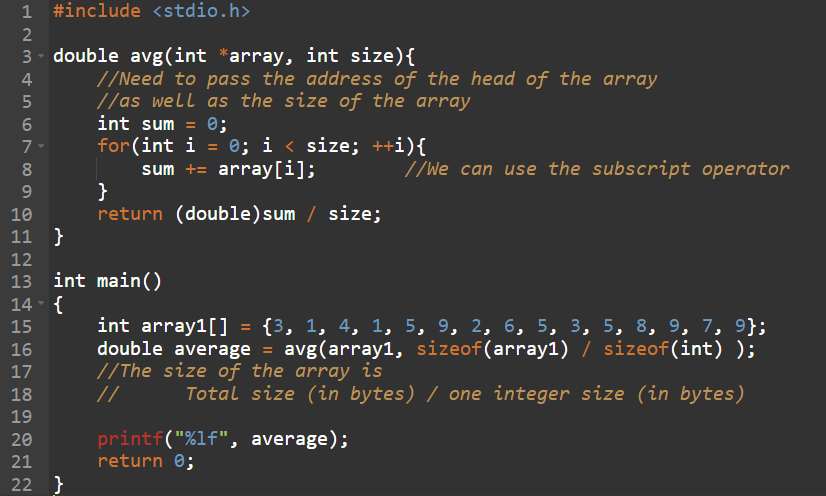 1 #include <stdio.h>
2
3 double avg(int *array, int size){
4 //Need to pass the address of the head of the array
5 //as well as the size of the array
6 int sum = 0;
7 for(int i = 0; i < size; ++i){
8 sum += array[i]; //We can use the subscript operator
9 }
10 return (double)sum / size;
11 }
12
13 int main()
14 {
15 int array1[] = {3, 1, 4, 1, 5, 9, 2, 6, 5, 3, 5, 8, 9, 7, 9};
16 double average = avg(array1, sizeof(array1) / sizeof(int) );
17 //The size of the array is
18 // Total size (in bytes) / one integer size (in bytes)
19
20 printf("%lf", average);
21 return 0;
22 }